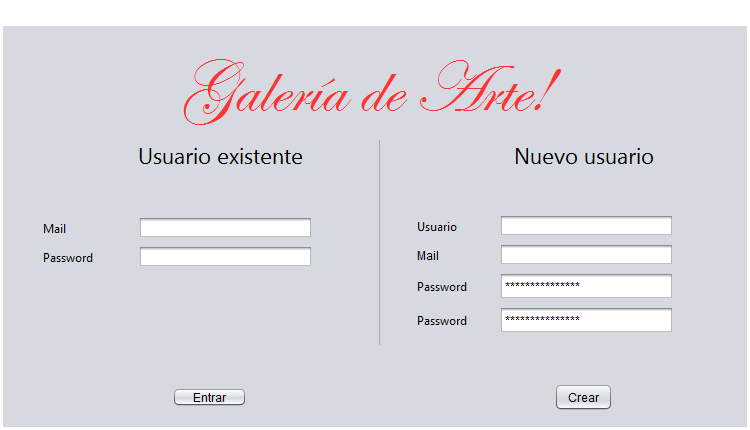 Galería de Arte!
Usuario existente
Mail
Password
Entrar
Nuevo usuario
Usuario
Mail
Password ***************
Password ***************
Crear